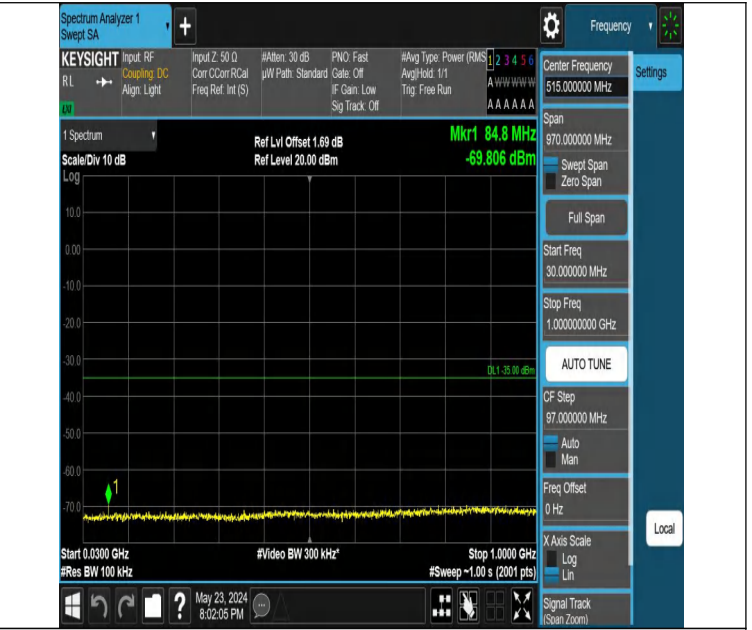 Spectrum Analyzer 1
Swept SA
Frequency
KEYSIGHT
RL
LXI
Input: RF
Coupling: DC
Align: Light
Input Z: 50 Ω
Corr CCorr RCal
Freq Ref: Int (S)
#Atten: 30 dB
µW Path: Standard
PNO: Fast
Gate: Off
IF Gain: Low
Sig Track: Off
#Avg Type: Power (RMS
Avg|Hold: 1/1
Trig: Free Run
1 2 3 4 5 6
A W W W W W
A A A A A A
1 Spectrum
Scale/Div 10 dB
Log
Ref Lvl Offset 1.69 dB
Ref Level 20.00 dBm
Mkr1 84.8 MHz
-69.806 dBm
10.0
0.00
-10.0
-20.0
-30.0
-40.0
-50.0
-60.0
-70.0
DL1 -35.00 dBm
1
Start 0.0300 GHz
#Res BW 100 kHz
#Video BW 300 kHz*
Stop 1.0000 GHz
#Sweep ~1.00 s (2001 pts)
Center Frequency
515.000000 MHz
Settings
Span
970.000000 MHz
Swept Span
Zero Span
Full Span
Start Freq
30.000000 MHz
Stop Freq
1.000000000 GHz
AUTO TUNE
CF Step
97.000000 MHz
Auto
Man
Freq Offset
0 Hz
X Axis Scale
Log
Lin
Signal Track
(Span Zoom)
Local
?
May 23, 2024
8:02:05 PM